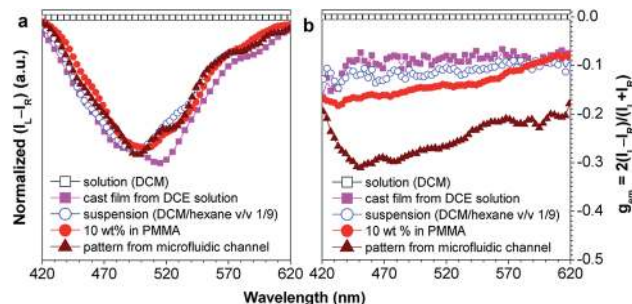 a
b
0.0
-0.1
-0.2
-0.3
-0.4
-0.5
Normalized (I_L−I_R) (a.u.)
g_em = 2(I_L−I_R)/(I_L+I_R)
solution (DCM)
cast film from DCE solution
suspension (DCM/hexane v/v 1/9)
10 wt% in PMMA
pattern from microfluidic channel
solution (DCM)
cast film from DCE solution
suspension (DCM/hexane v/v 1/9)
10 wt % in PMMA
pattern from microfluidic channel
420 470 520 570 620 420 470 520 570 620
Wavelength (nm) Wavelength (nm)